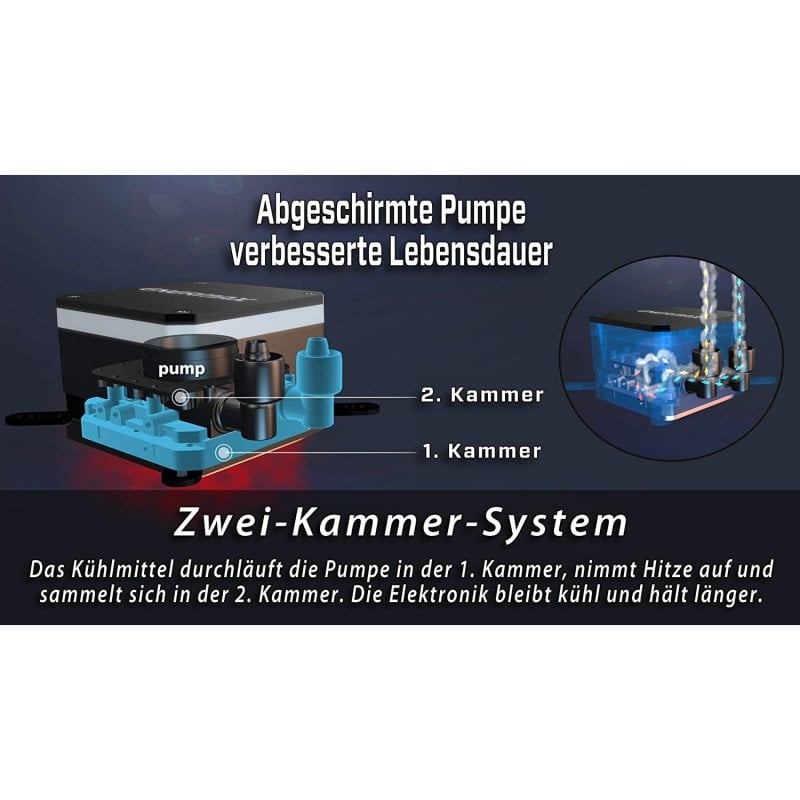 Abgeschirmte Pumpe
verbesserte Lebensdauer
enermax
pump
2. Kammer
1. Kammer
Zwei-Kammer-System
Das Kühlmittel durchläuft die Pumpe in der 1. Kammer, nimmt Hitze auf und
sammelt sich in der 2. Kammer. Die Elektronik bleibt kühl und hält länger.